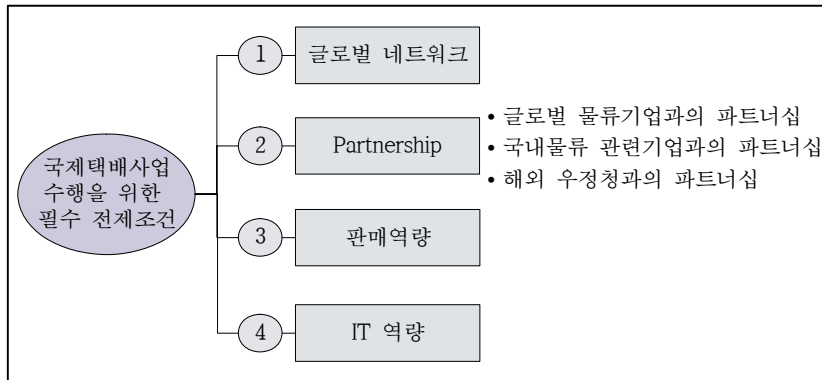 국제택배사업
수행을 위한
필수 전제조건
1
글로벌 네트워크
2
Partnership
• 글로벌 물류기업과의 파트너십
• 국내물류 관련기업과의 파트너십
• 해외 우정청과의 파트너십
3
판매역량
4
IT 역량